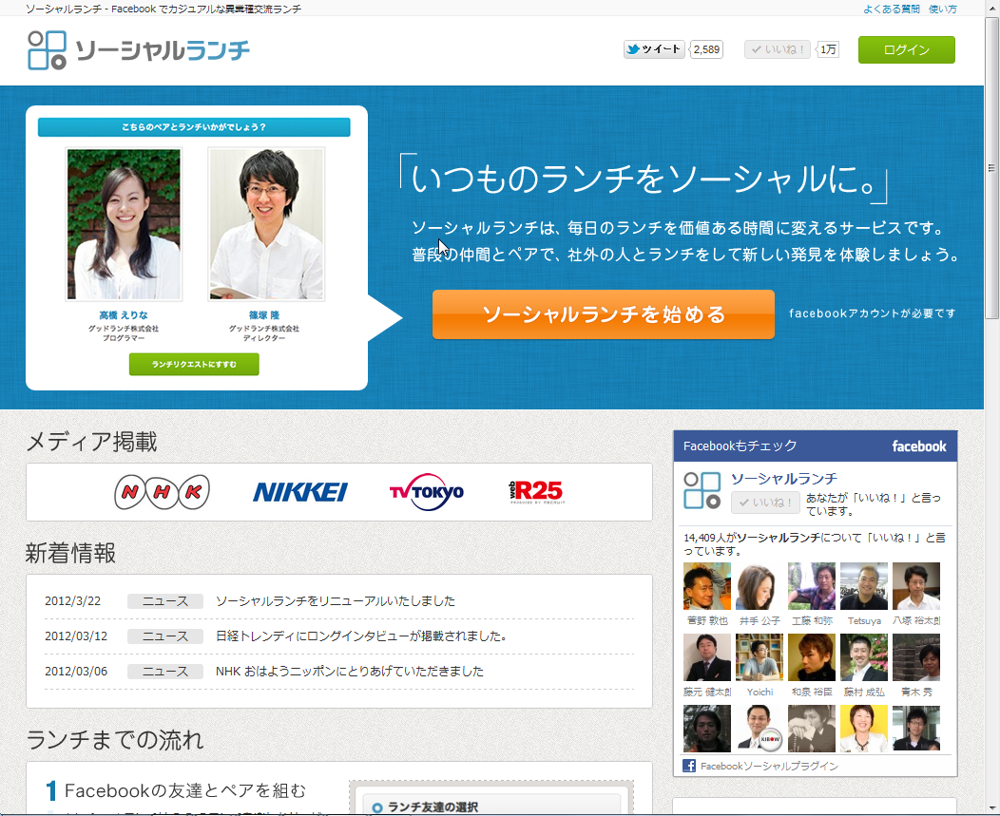 ソーシャルランチ - Facebook でカジュアルな異業種交流ランチ
よくある質問 使い方
ソーシャルランチ
ツイート 2,589 いいね！ 1万 ログイン
こちらのペアとランチいかがでしょう？
高橋 えりな
グッドランチ株式会社
プログラマー
篠塚 隆
グッドランチ株式会社
ディレクター
ランチリクエストにすすむ
「いつものランチをソーシャルに。」
ソーシャルランチは、毎日のランチを価値ある時間に変えるサービスです。
普段の仲間とペアで、社外の人とランチをして新しい発見を体験しましょう。
ソーシャルランチを始める
facebookアカウントが必要です
メディア掲載
NHK NIKKEI TV TOKYO web R25
PRODUCED BY RECRUIT
新着情報
2012/3/22 ニュース ソーシャルランチをリニューアルいたしました
2012/03/12 ニュース 日経トレンディにロングインタビューが掲載されました。
2012/03/06 ニュース NHK おはようニッポンにとりあげていただきました
ランチまでの流れ
1 Facebookの友達とペアを組む
ランチ友達の選択
Facebookもチェック facebook
ソーシャルランチ
いいね！ あなたが「いいね！」と言っ
ています。
14,409人がソーシャルランチについて「いいね！」と言
っています。
菅野 敦也 井手 公子 工藤 和弥 Tetsuya 八塚 裕太郎
藤元 健太郎 Yoichi 和泉 裕臣 藤村 成弘 青木 秀
KIBOW
Facebookソーシャルプラグイン